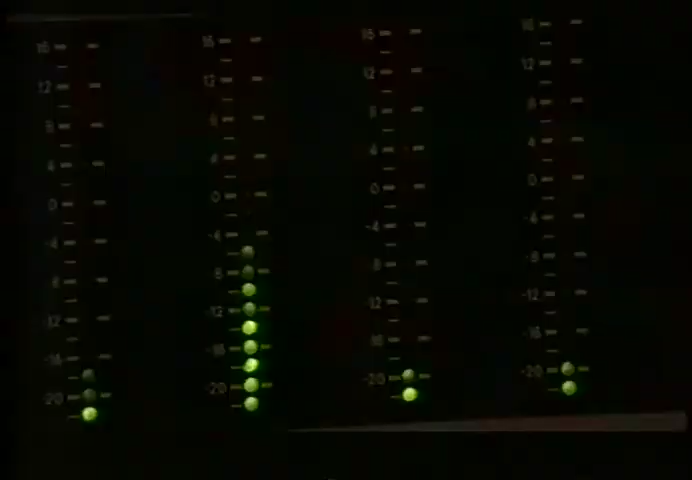 16 16 16 16
12 12 12 12
8 8 8 8
4 4 4 4
0 0 0 0
-4 -4 -4 -4
8 8 -8 -8
12 -12 -12 -12
-16 -16 16 -16
20 -20 -20 -20